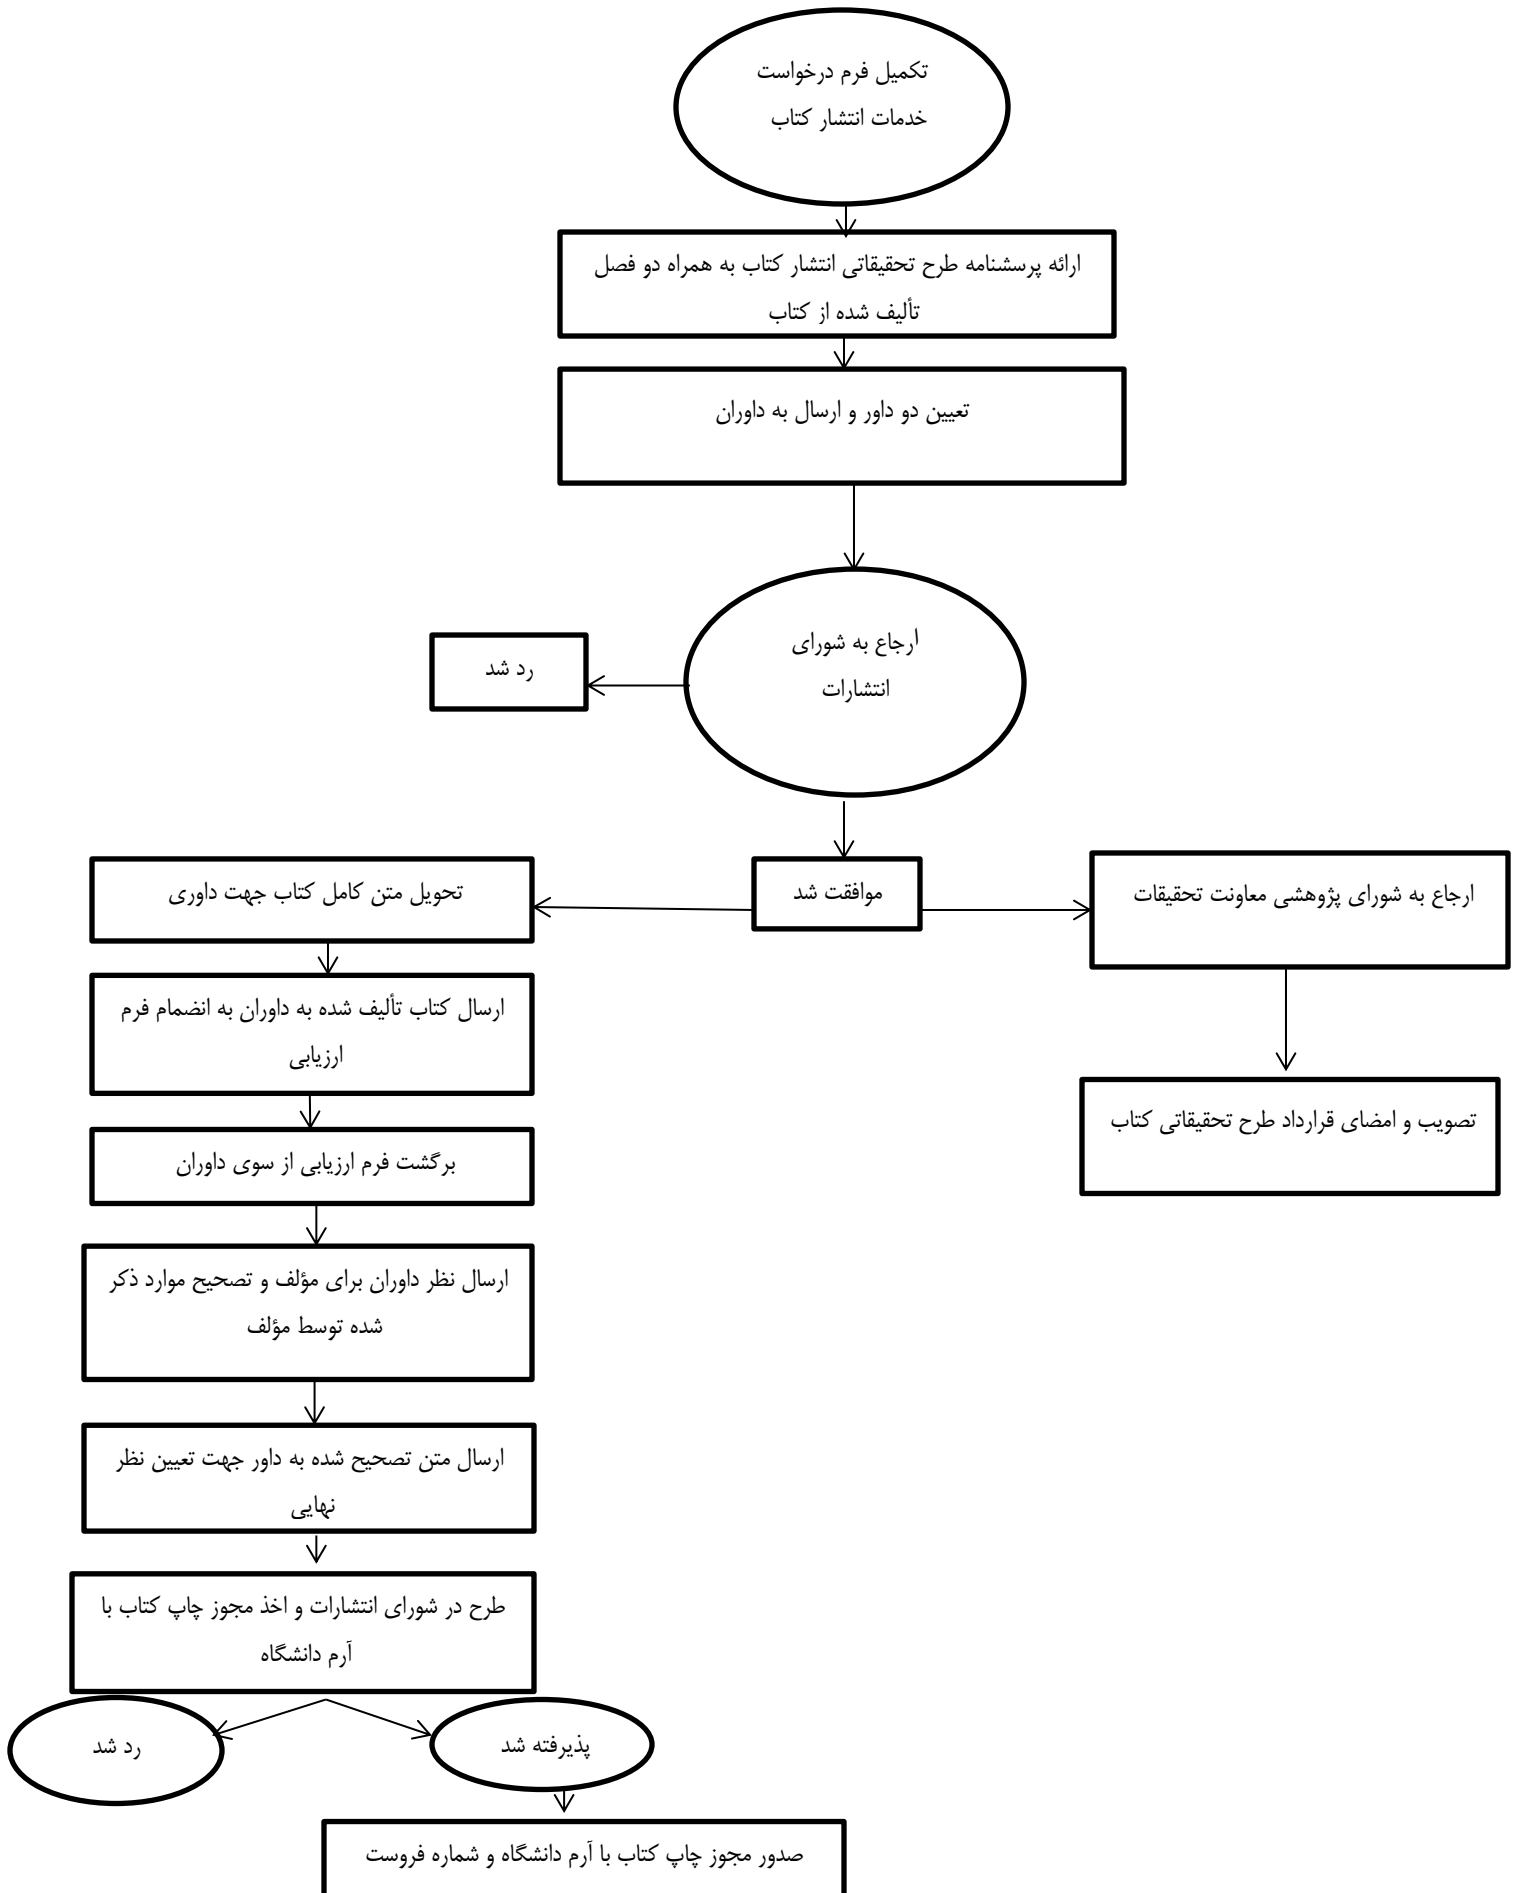 تکمیل فرم درخواست
خدمات انتشار کتاب
ارائه پرسشنامه طرح تحقیقاتی انتشار کتاب به همراه دو فصل
تألیف شده از کتاب
تعیین دو داور و ارسال به داوران
ارجاع به شورای
انتشارات
رد شد
موافقت شد
ارجاع به شورای پژوهشی معاونت تحقیقات
تصویب و امضای قرارداد طرح تحقیقاتی کتاب
تحویل متن کامل کتاب جهت داوری
ارسال کتاب تألیف شده به داوران به انضمام فرم
ارزیابی
برگشت فرم ارزیابی از سوی داوران
ارسال نظر داوران برای مؤلف و تصحیح موارد ذکر
شده توسط مؤلف
ارسال متن تصحیح شده به داور جهت تعیین نظر
نهایی
طرح در شورای انتشارات و اخذ مجوز چاپ کتاب با
آرم دانشگاه
پذیرفته شد
رد شد
صدور مجوز چاپ کتاب با آرم دانشگاه و شماره فروست